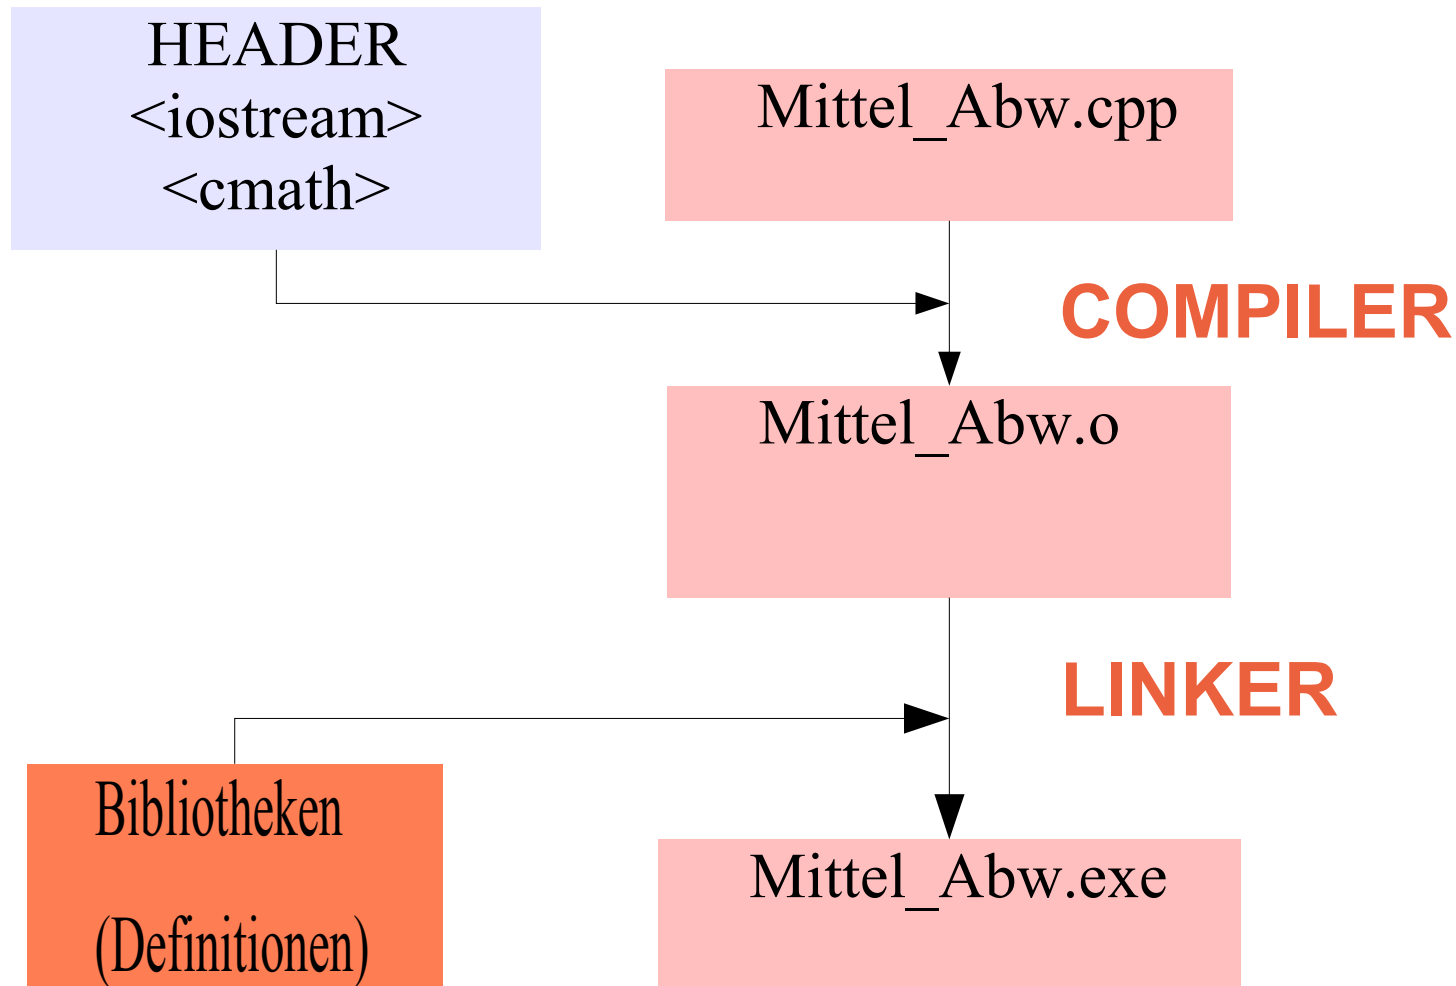 HEADER
<iostream>
<cmath>
Mittel_Abw.cpp
COMPILER
Mittel_Abw.o
LINKER
Bibliotheken
(Definitionen)
Mittel_Abw.exe